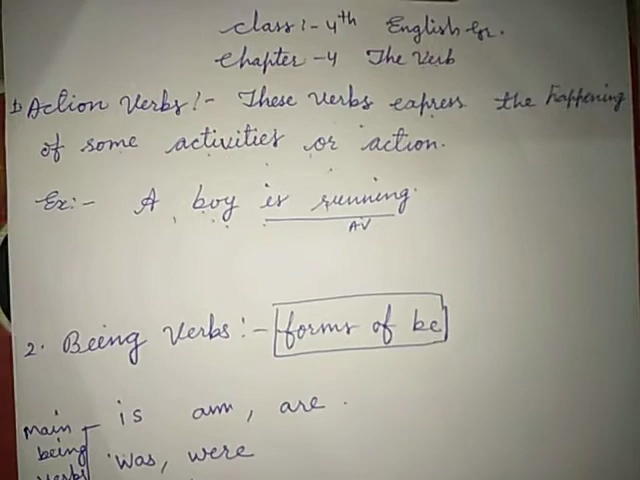 Class:- 4th English Gr.
Chapter -4 The Verb
1) Action Verbs:- These verbs express the happening
of some activities or action.
Ex:- A boy is running.
AV
2. Being Verbs:- forms of be
Main is am, are.
being was, were
verbs